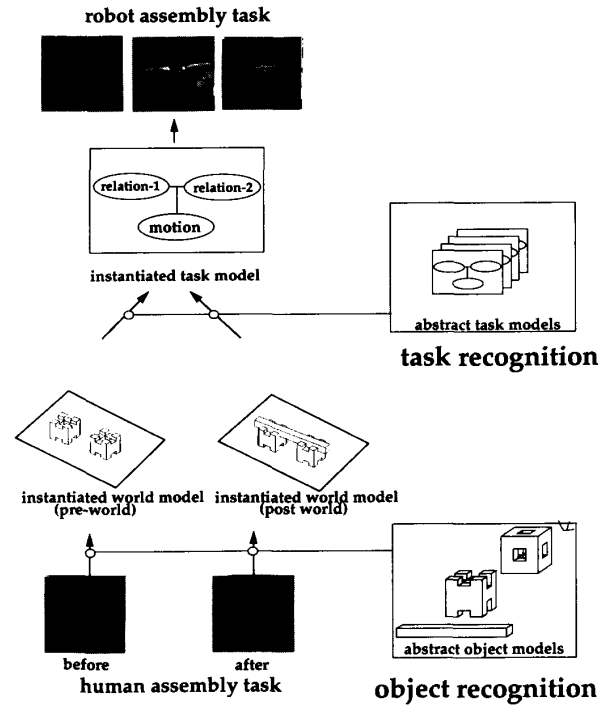 robot assembly task
relation-1
relation-2
motion
instantiated task model
abstract task models
task recognition
instantiated world model
(pre-world)
instantiated world model
(post world)
abstract object models
before
after
human assembly task
object recognition